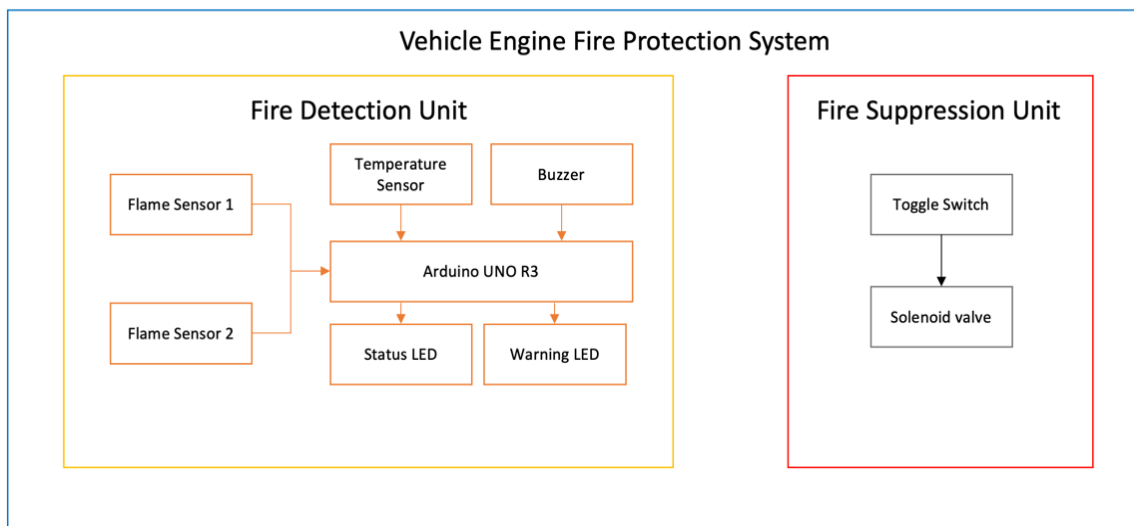 Vehicle Engine Fire Protection System
Fire Detection Unit
Temperature
Sensor
Buzzer
Flame Sensor 1
Arduino UNO R3
Flame Sensor 2
Status LED
Warning LED
Fire Suppression Unit
Toggle Switch
Solenoid valve